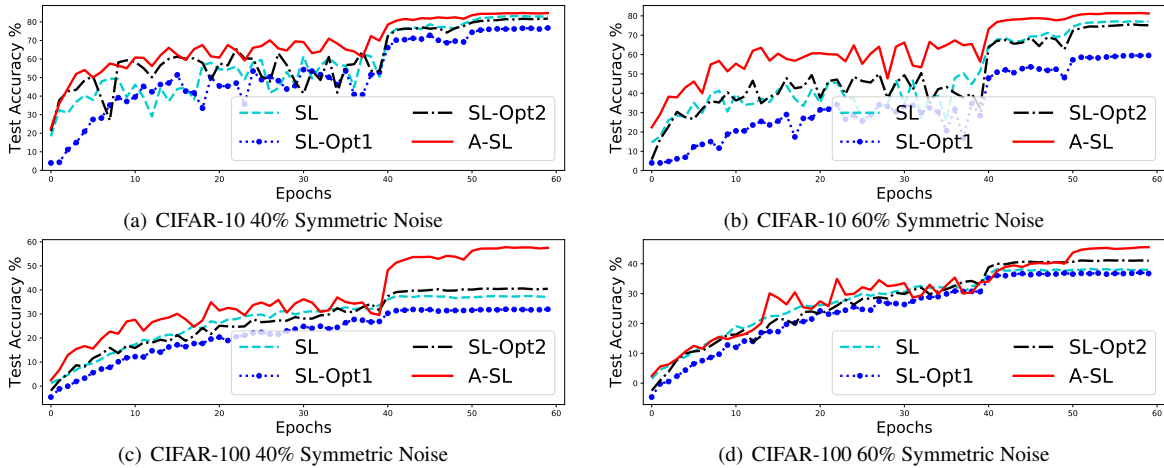 80
70
60
50
40
30
20
10
0
0 10 20 30 40 50 60
Test Accuracy %
Epochs
SL SL-Opt2
SL-Opt1 A-SL
(a) CIFAR-10 40% Symmetric Noise
80
70
60
50
40
30
20
10
0
0 10 20 30 40 50 60
Test Accuracy %
Epochs
SL SL-Opt2
SL-Opt1 A-SL
(b) CIFAR-10 60% Symmetric Noise
60
50
40
30
20
10
0
0 10 20 30 40 50 60
Test Accuracy %
Epochs
SL SL-Opt2
SL-Opt1 A-SL
(c) CIFAR-100 40% Symmetric Noise
40
30
20
10
0
0 10 20 30 40 50 60
Test Accuracy %
Epochs
SL SL-Opt2
SL-Opt1 A-SL
(d) CIFAR-100 60% Symmetric Noise